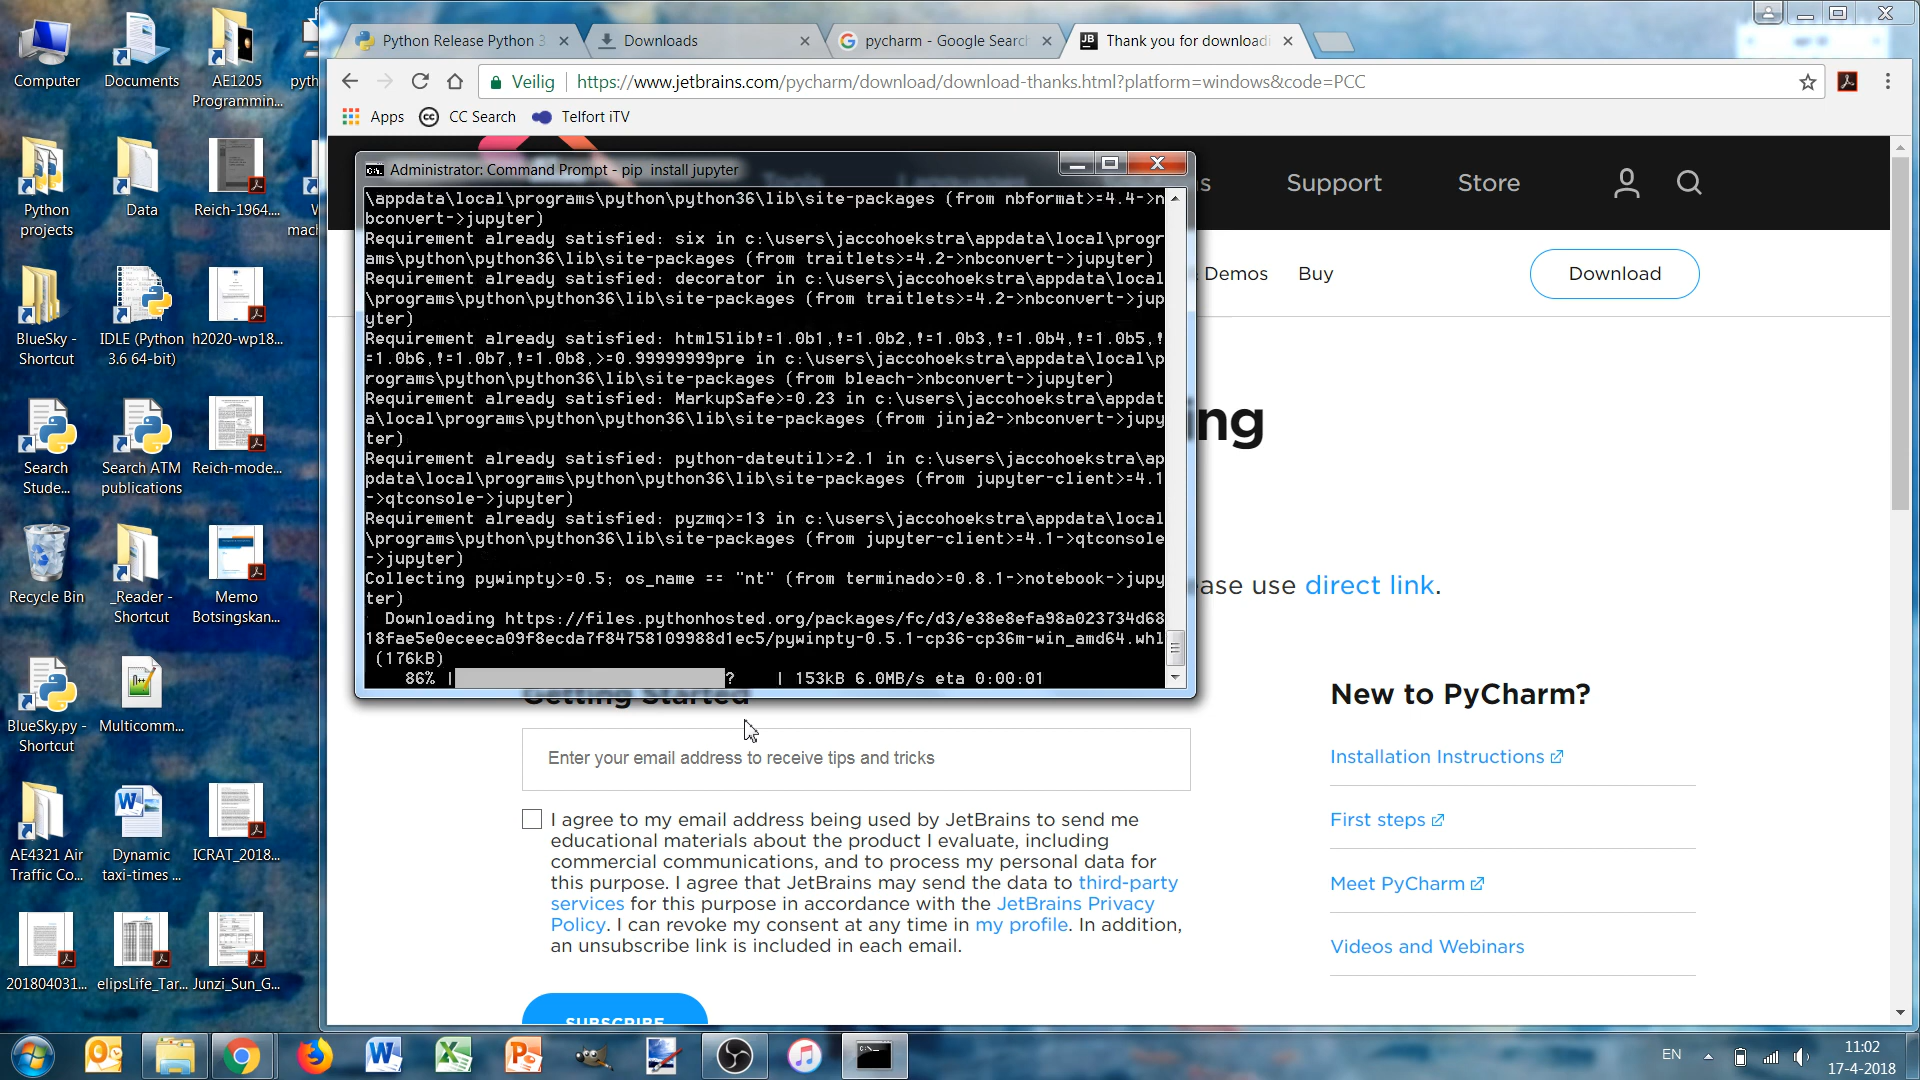 Computer
Documents
AE1205
Programmin...
Python
projects
Data
Reich-1964....
BlueSky -
Shortcut
IDLE (Python
3.6 64-bit)
h2020-wp18...
Search
Stude...
Search ATM
publications
Reich-mode...
Recycle Bin
_Reader -
Shortcut
Memo
Botsingskan...
BlueSky.py -
Shortcut
Multicomm...
AE4321 Air
Traffic Co...
Dynamic
taxi-times ...
ICRAT_2018...
201804031...
elipsLife_Tar...
Junzi_Sun_G...
Python Release Python 3
Downloads
pycharm - Google Search
Thank you for downloadi
Veilig
https://www.jetbrains.com/pycharm/download/download-thanks.html?platform=windows&code=PCC
Apps
CC Search
Telfort iTV
Support
Store
Demos
Buy
Download
Administrator: Command Prompt - pip install jupyter
\appdata\local\programs\python\python36\lib\site-packages (from nbformat>=4.4->n
bconvert->jupyter)
Requirement already satisfied: six in c:\users\jaccohoekstra\appdata\local\progr
ams\python\python36\lib\site-packages (from traitlets>=4.2->nbconvert->jupyter)
Requirement already satisfied: decorator in c:\users\jaccohoekstra\appdata\local
\programs\python\python36\lib\site-packages (from traitlets>=4.2->nbconvert->jup
yter)
Requirement already satisfied: html5lib!=1.0b1,!=1.0b2,!=1.0b3,!=1.0b4,!=1.0b5,!
=1.0b6,!=1.0b7,!=1.0b8,>=0.99999999pre in c:\users\jaccohoekstra\appdata\local\p
rograms\python\python36\lib\site-packages (from bleach->nbconvert->jupyter)
Requirement already satisfied: MarkupSafe>=0.23 in c:\users\jaccohoekstra\appdat
a\local\programs\python\python36\lib\site-packages (from jinja2->nbconvert->jupy
ter)
Requirement already satisfied: python-dateutil>=2.1 in c:\users\jaccohoekstra\ap
pdata\local\programs\python\python36\lib\site-packages (from jupyter-client>=4.1
->qtconsole->jupyter)
Requirement already satisfied: pyzmq>=13 in c:\users\jaccohoekstra\appdata\local
\programs\python\python36\lib\site-packages (from jupyter-client>=4.1->qtconsole
->jupyter)
Collecting pywinpty>=0.5; os_name == "nt" (from terminado>=0.8.1->notebook->jupy
ter)
Downloading https://files.pythonhosted.org/packages/fc/d3/e38e8efa98a023734d68
18fae5e0eceeca09f8ecda7f84758109988d1ec5/pywinpty-0.5.1-cp36-cp36m-win_amd64.whl
(176kB)
86% | ? | 153kB 6.0MB/s eta 0:00:01
ng
ase use direct link.
Getting Started
Enter your email address to receive tips and tricks
I agree to my email address being used by JetBrains to send me
educational materials about the product I evaluate, including
commercial communications, and to process my personal data for
this purpose. I agree that JetBrains may send the data to third-party
services for this purpose in accordance with the JetBrains Privacy
Policy. I can revoke my consent at any time in my profile. In addition,
an unsubscribe link is included in each email.
SUBSCRIBE
New to PyCharm?
Installation Instructions
First steps
Meet PyCharm
Videos and Webinars
EN
11:02
17-4-2018